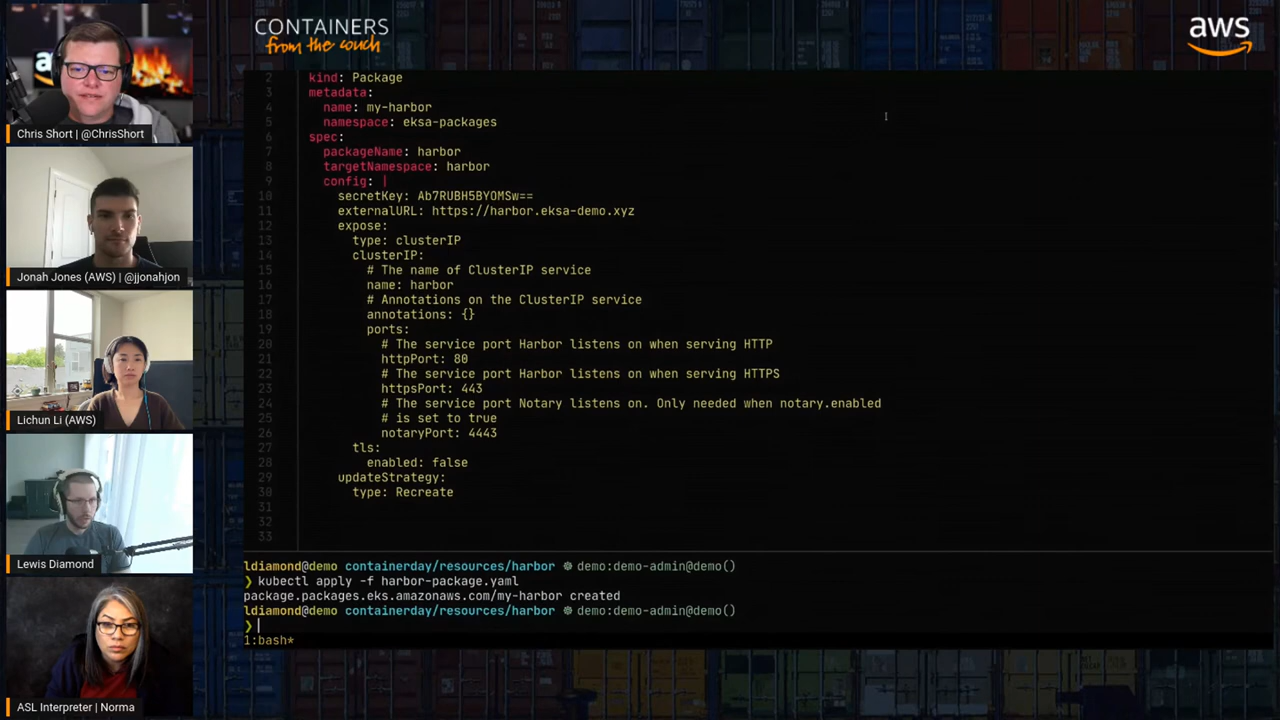 CONTAINERS
from the couch
aws
Chris Short | @ChrisShort
Jonah Jones (AWS) | @jjonahjon
Lichun Li (AWS)
Lewis Diamond
ASL Interpreter | Norma
2 kind: Package
3 metadata:
4 name: my-harbor
5 namespace: eksa-packages
6 spec:
7 packageName: harbor
8 targetNamespace: harbor
9 config: |
10 secretKey: Ab7RUBH5BYOMSw==
11 externalURL: https://harbor.eksa-demo.xyz
12 expose:
13 type: clusterIP
14 clusterIP:
15 # The name of ClusterIP service
16 name: harbor
17 # Annotations on the ClusterIP service
18 annotations: {}
19 ports:
20 # The service port Harbor listens on when serving HTTP
21 httpPort: 80
22 # The service port Harbor listens on when serving HTTPS
23 httpsPort: 443
24 # The service port Notary listens on. Only needed when notary.enabled
25 # is set to true
26 notaryPort: 4443
27 tls:
28 enabled: false
29 updateStrategy:
30 type: Recreate
31
32
33
ldiamond@demo containerday/resources/harbor ☸ demo:demo-admin@demo()
❯ kubectl apply -f harbor-package.yaml
package.packages.eks.amazonaws.com/my-harbor created
ldiamond@demo containerday/resources/harbor ☸ demo:demo-admin@demo()
❯
1:bash*